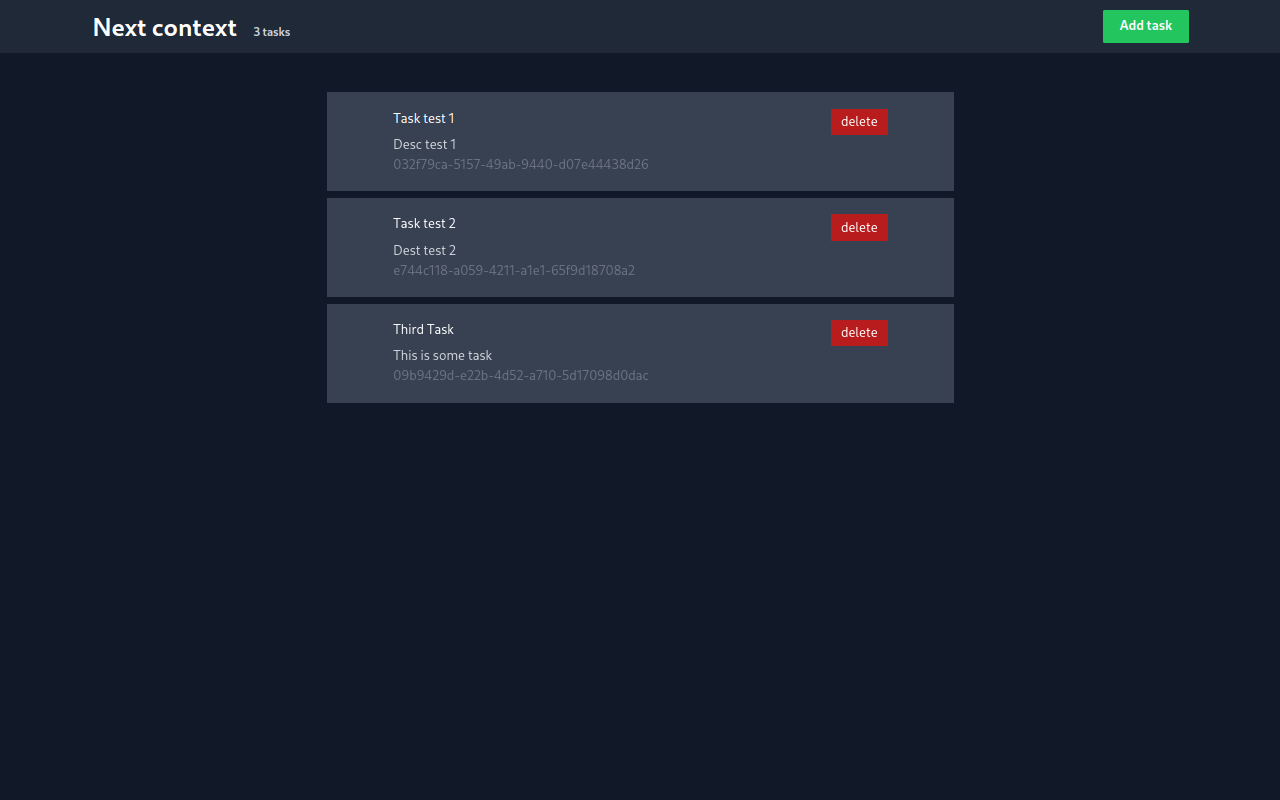 Next context 3 tasks Add task
Task test 1 delete
Desc test 1
032f79ca-5157-49ab-9440-d07e44438d26
Task test 2 delete
Dest test 2
e744c118-a059-4211-a1e1-65f9d18708a2
Third Task delete
This is some task
09b9429d-e22b-4d52-a710-5d17098d0dac